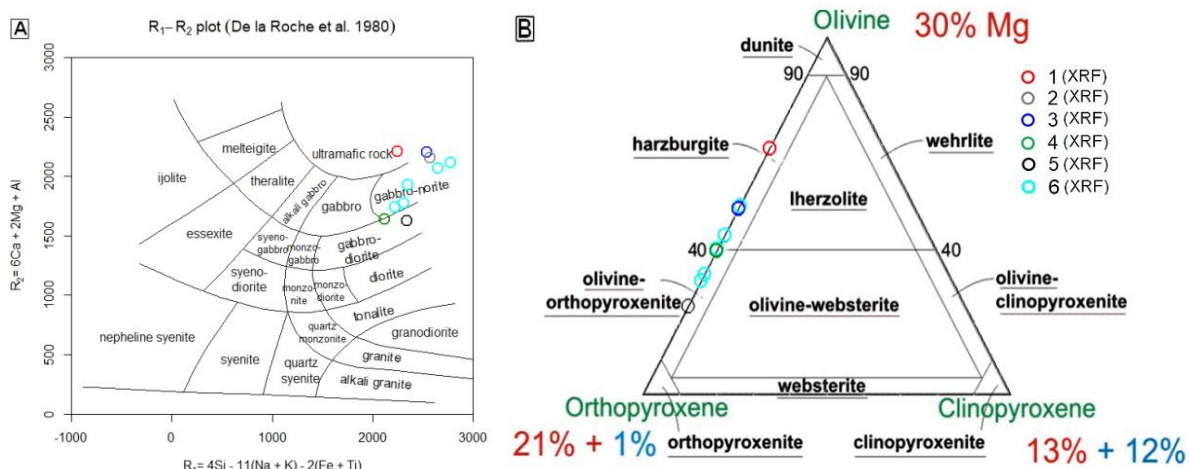 A
R₁– R₂ plot (De la Roche et al. 1980)
R₂= 6Ca + 2Mg + Al
3000
2500
2000
1500
1000
500
0
-1000
0
1000
2000
3000
R₁= 4Si - 11(Na + K) - 2(Fe + Ti)
melteigite
ultramafic rock
ijolite
theralite
alkali gabbro
gabbro
gabbro-norite
essexite
syeno-
gabbro
monzo-
gabbro
gabbro-
diorite
syeno-
diorite
monzo-
nite
monzo-
diorite
diorite
tonalite
nepheline syenite
syenite
quartz
monzonite
granodiorite
quartz
syenite
granite
alkali granite
B
Olivine
30% Mg
dunite
90
90
1 (XRF)
2 (XRF)
3 (XRF)
4 (XRF)
5 (XRF)
6 (XRF)
harzburgite
wehrlite
lherzolite
40
40
olivine-
orthopyroxenite
olivine-websterite
olivine-
clinopyroxenite
websterite
Orthopyroxene
Clinopyroxene
21% + 1%
orthopyroxenite
clinopyroxenite
13% + 12%